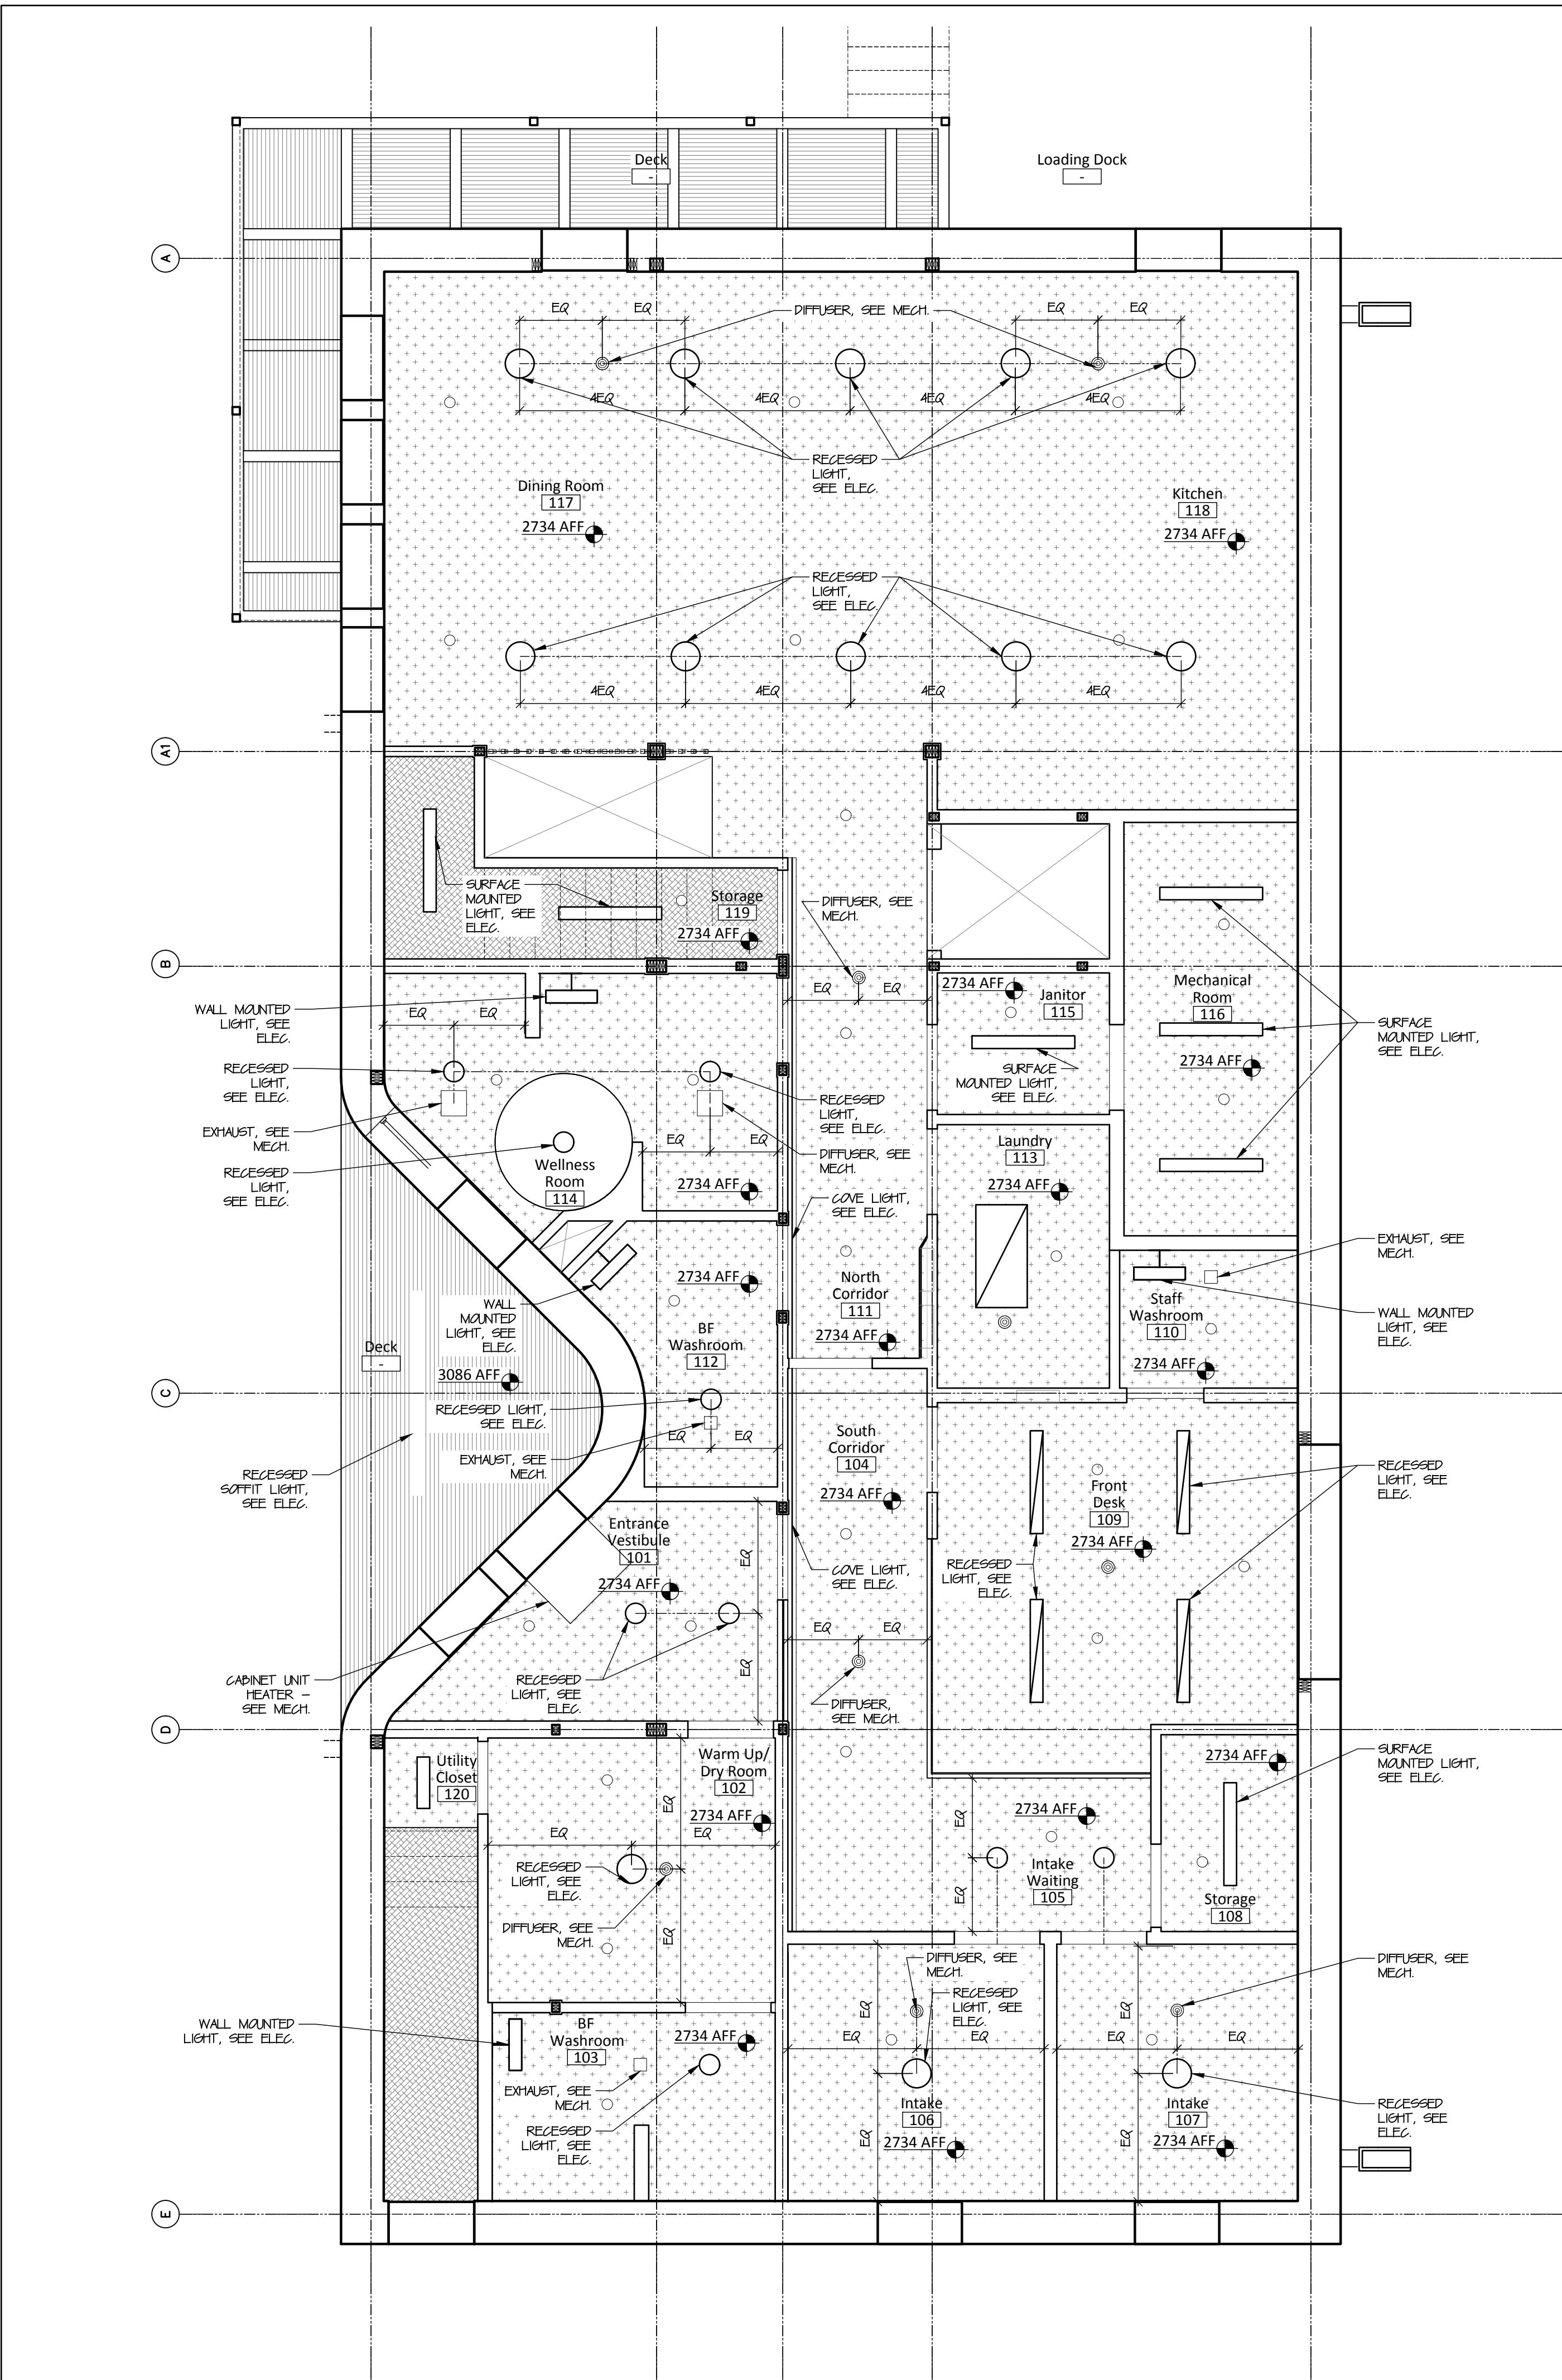 Deck
-
Loading Dock
-
A
EQ
EQ
DIFFUSER, SEE MECH.
EQ
EQ
4EQ
4EQ
4EQ
4EQ
RECESSED
LIGHT,
SEE ELEC.
Dining Room
117
2734 AFF
Kitchen
118
2734 AFF
RECESSED
LIGHT,
SEE ELEC.
4EQ
4EQ
4EQ
4EQ
A1
SURFACE
MOUNTED
LIGHT, SEE
ELEC.
Storage
119
2734 AFF
DIFFUSER, SEE
MECH.
B
EQ
EQ
2734 AFF
Janitor
115
SURFACE
MOUNTED LIGHT,
SEE ELEC.
Mechanical
Room
116
2734 AFF
SURFACE
MOUNTED LIGHT,
SEE ELEC.
WALL MOUNTED
LIGHT, SEE
ELEC.
EQ
EQ
RECESSED
LIGHT,
SEE ELEC.
EXHAUST, SEE
MECH.
RECESSED
LIGHT,
SEE ELEC.
Wellness
Room
114
EQ
EQ
2734 AFF
RECESSED
LIGHT,
SEE ELEC.
DIFFUSER, SEE
MECH.
COVE LIGHT,
SEE ELEC.
Laundry
113
2734 AFF
EXHAUST, SEE
MECH.
WALL
MOUNTED
LIGHT, SEE
ELEC.
2734 AFF
BF
Washroom
112
North
Corridor
111
2734 AFF
Staff
Washroom
110
2734 AFF
WALL MOUNTED
LIGHT, SEE
ELEC.
Deck
-
3086 AFF
C
RECESSED LIGHT,
SEE ELEC.
EQ
EQ
EXHAUST, SEE
MECH.
RECESSED
SOFFIT LIGHT,
SEE ELEC.
South
Corridor
104
2734 AFF
Front
Desk
109
2734 AFF
RECESSED
LIGHT, SEE
ELEC.
RECESSED
LIGHT, SEE
ELEC.
Entrance
Vestibule
101
2734 AFF
EQ
EQ
COVE LIGHT,
SEE ELEC.
EQ
EQ
CABINET UNIT
HEATER –
SEE MECH.
RECESSED
LIGHT, SEE
ELEC.
DIFFUSER,
SEE MECH.
D
Utility
Closet
120
Warm Up/
Dry Room
102
2734 AFF
EQ
EQ
EQ
EQ
RECESSED
LIGHT, SEE
ELEC.
DIFFUSER, SEE
MECH.
2734 AFF
EQ
EQ
Intake
Waiting
105
2734 AFF
Storage
108
SURFACE
MOUNTED LIGHT,
SEE ELEC.
WALL MOUNTED
LIGHT, SEE ELEC.
BF
Washroom
103
2734 AFF
EXHAUST, SEE
MECH.
RECESSED
LIGHT, SEE
ELEC.
DIFFUSER, SEE
MECH.
RECESSED
LIGHT, SEE
ELEC.
EQ
EQ
EQ
EQ
Intake
106
2734 AFF
EQ
EQ
EQ
EQ
Intake
107
2734 AFF
DIFFUSER, SEE
MECH.
RECESSED
LIGHT, SEE
ELEC.
E